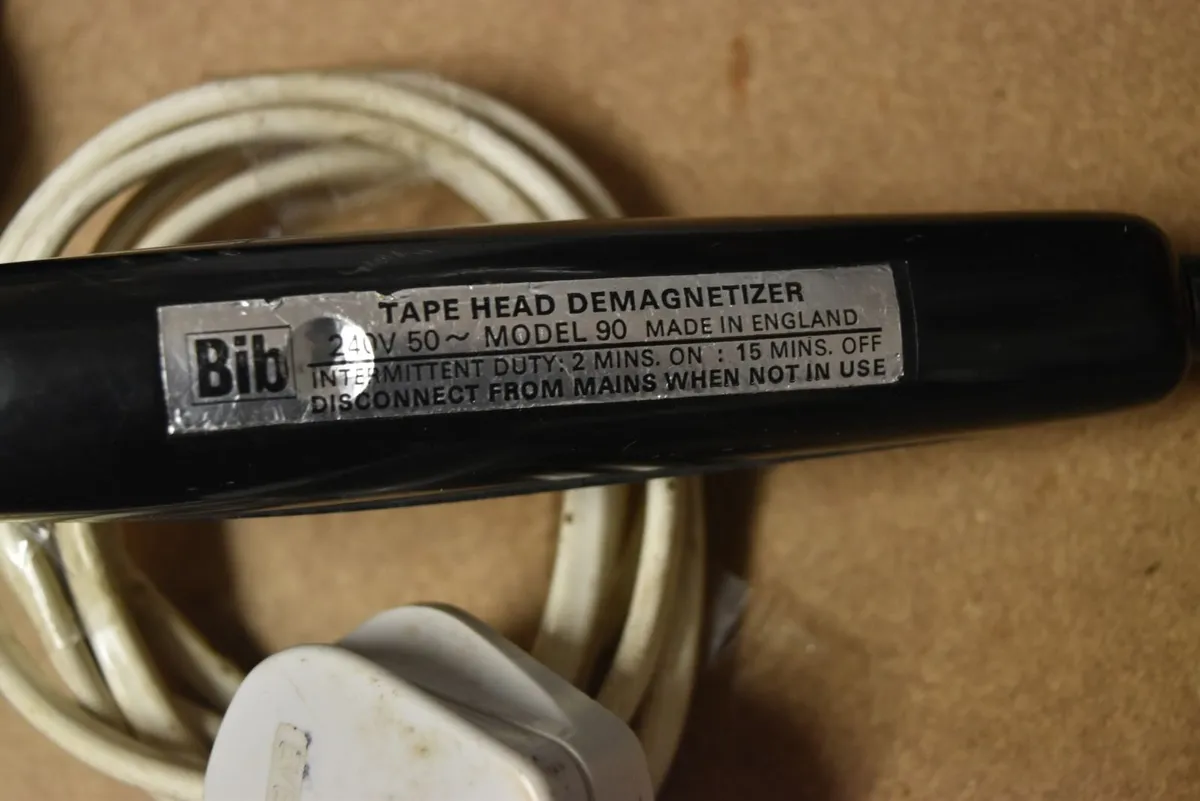 Bib
TAPE HEAD DEMAGNETIZER
240V 50~ MODEL 90 MADE IN ENGLAND
INTERMITTENT DUTY: 2 MINS. ON : 15 MINS. OFF
DISCONNECT FROM MAINS WHEN NOT IN USE